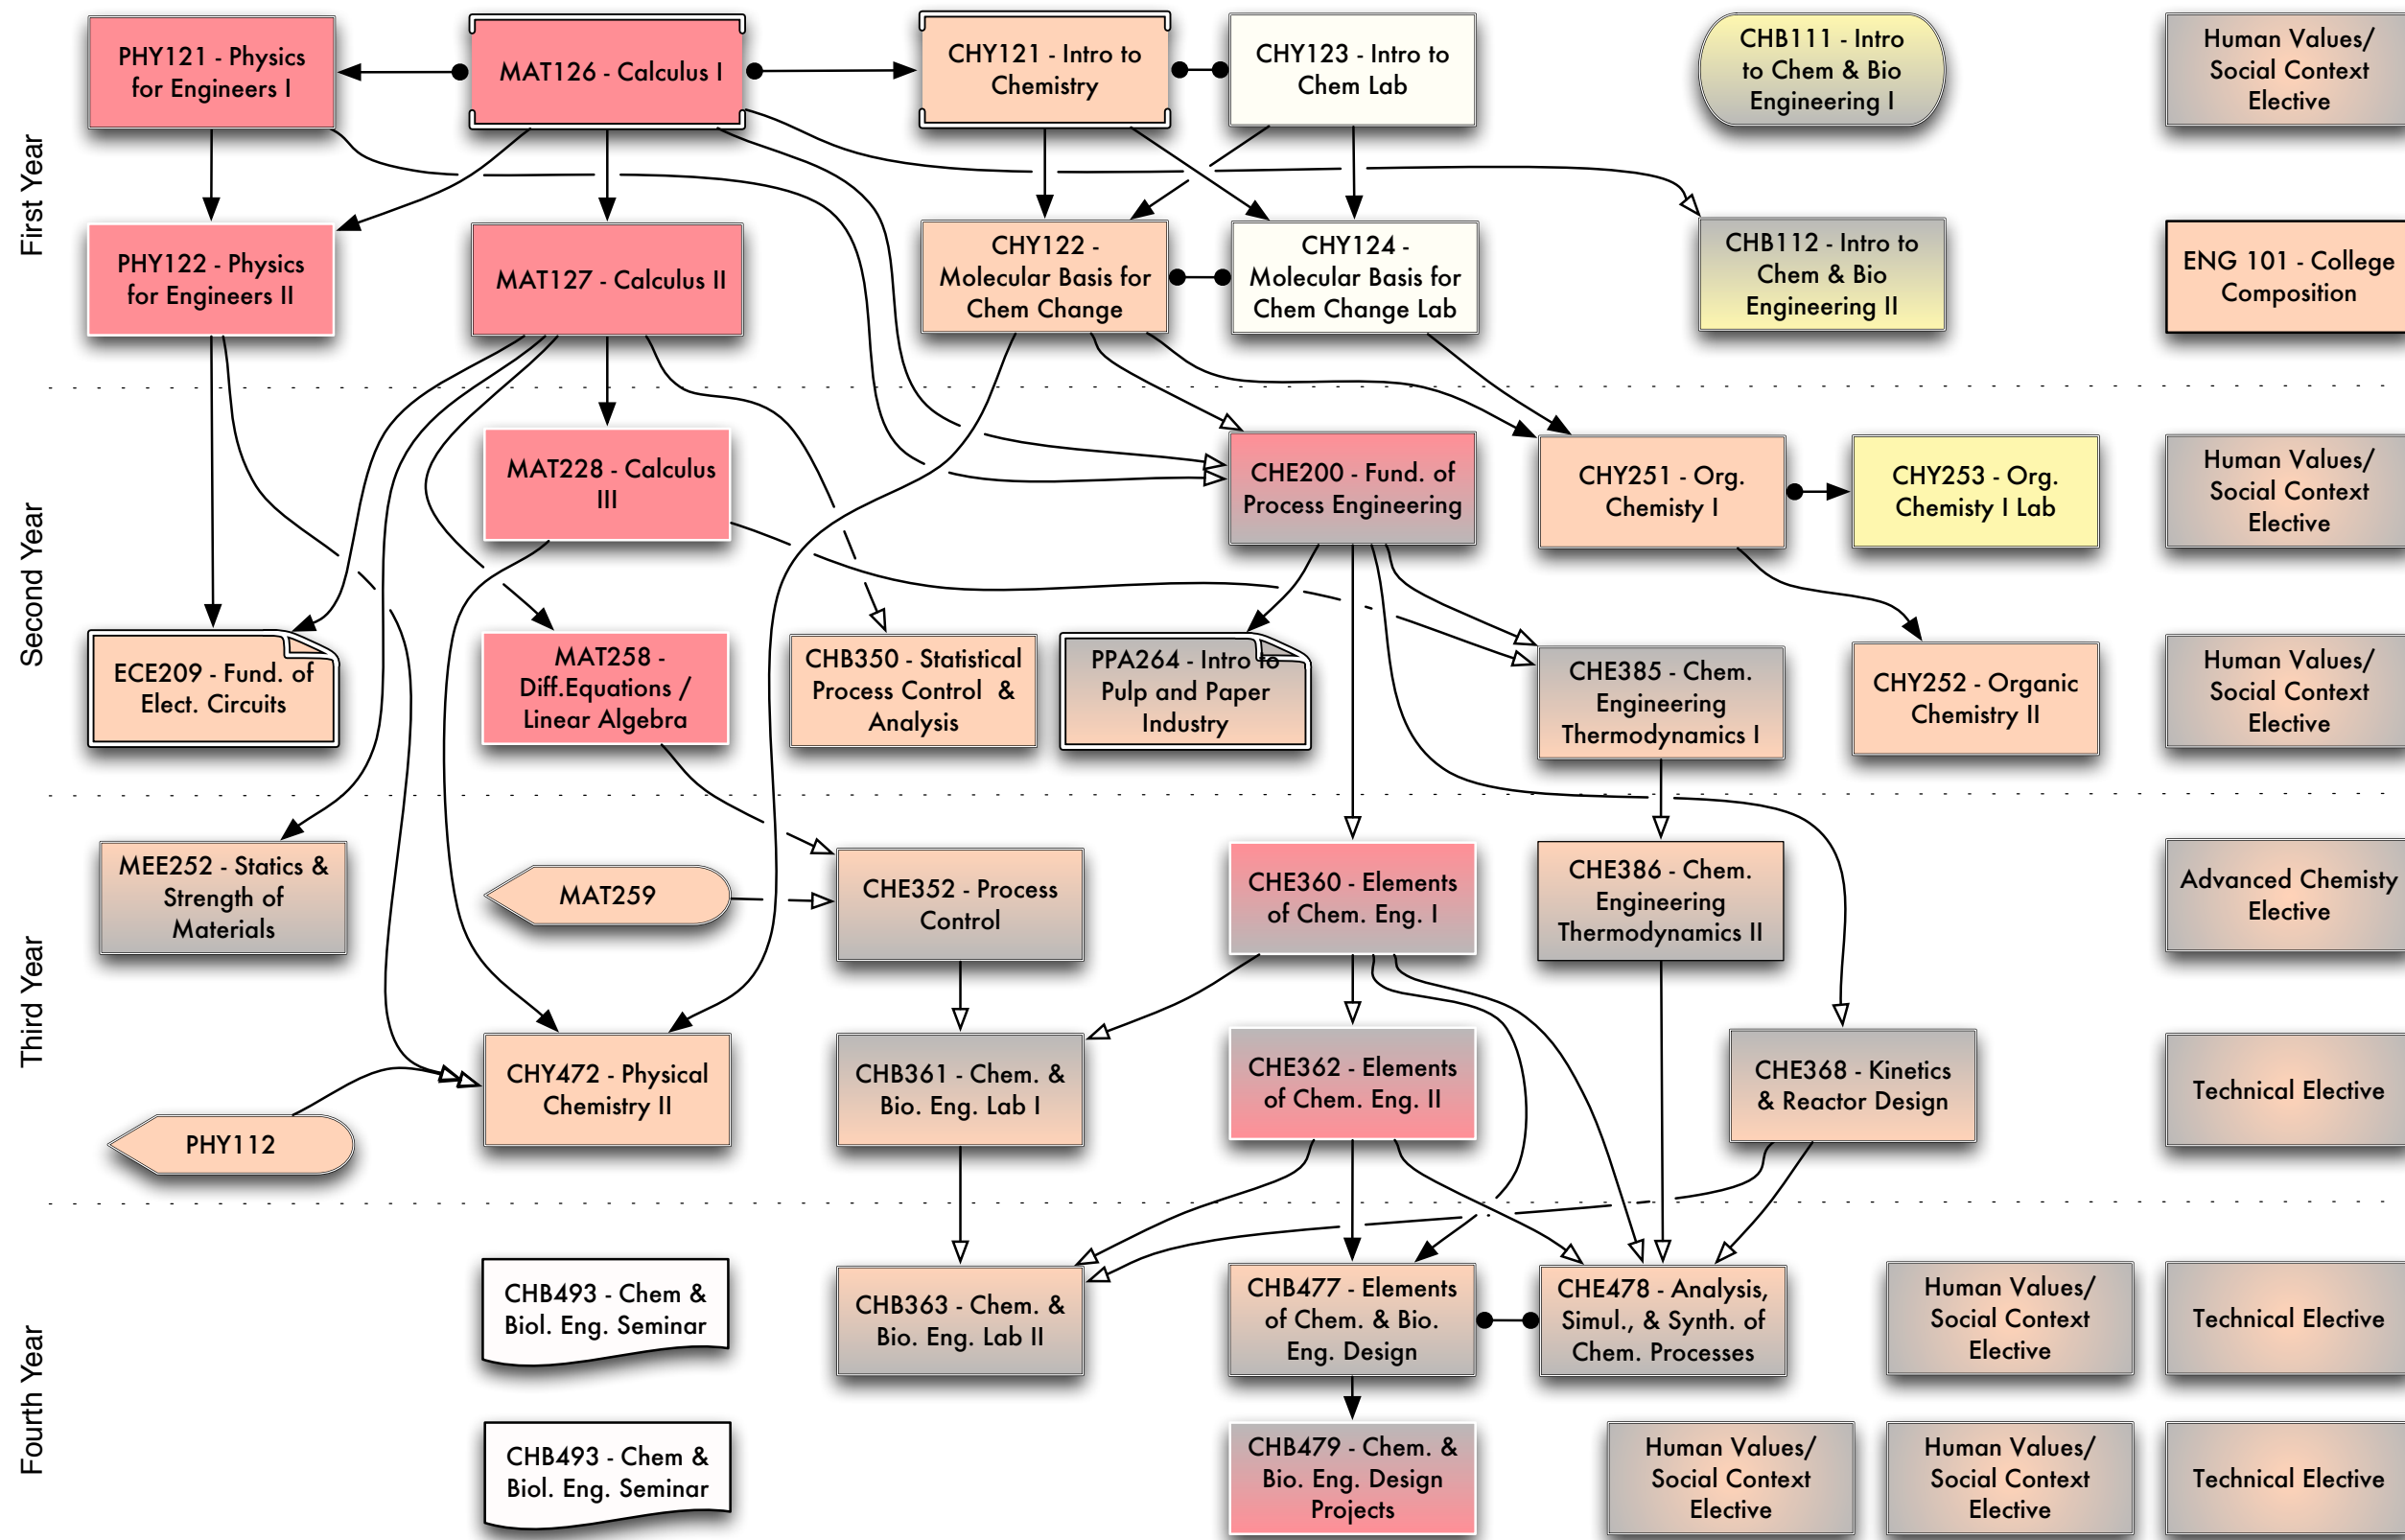 First Year
PHY121 - Physics
for Engineers I
MAT126 - Calculus I
CHY121 - Intro to
Chemistry
CHY123 - Intro to
Chem Lab
CHB111 - Intro
to Chem & Bio
Engineering I
Human Values/
Social Context
Elective
PHY122 - Physics
for Engineers II
MAT127 - Calculus II
CHY122 -
Molecular Basis for
Chem Change
CHY124 -
Molecular Basis for
Chem Change Lab
CHB112 - Intro to
Chem & Bio
Engineering II
ENG 101 - College
Composition
Second Year
MAT228 - Calculus
III
CHE200 - Fund. of
Process Engineering
CHY251 - Org.
Chemisty I
CHY253 - Org.
Chemisty I Lab
Human Values/
Social Context
Elective
ECE209 - Fund. of
Elect. Circuits
MAT258 -
Diff.Equations /
Linear Algebra
CHB350 - Statistical
Process Control &
Analysis
PPA264 - Intro to
Pulp and Paper
Industry
CHE385 - Chem.
Engineering
Thermodynamics I
CHY252 - Organic
Chemistry II
Human Values/
Social Context
Elective
Third Year
MEE252 - Statics &
Strength of
Materials
MAT259
CHE352 - Process
Control
CHE360 - Elements
of Chem. Eng. I
CHE386 - Chem.
Engineering
Thermodynamics II
Advanced Chemisty
Elective
PHY112
CHY472 - Physical
Chemistry II
CHB361 - Chem. &
Bio. Eng. Lab I
CHE362 - Elements
of Chem. Eng. II
CHE368 - Kinetics
& Reactor Design
Technical Elective
Fourth Year
CHB493 - Chem &
Biol. Eng. Seminar
CHB363 - Chem. &
Bio. Eng. Lab II
CHB477 - Elements
of Chem. & Bio.
Eng. Design
CHE478 - Analysis,
Simul., & Synth. of
Chem. Processes
Human Values/
Social Context
Elective
Technical Elective
CHB493 - Chem &
Biol. Eng. Seminar
CHB479 - Chem. &
Bio. Eng. Design
Projects
Human Values/
Social Context
Elective
Human Values/
Social Context
Elective
Technical Elective